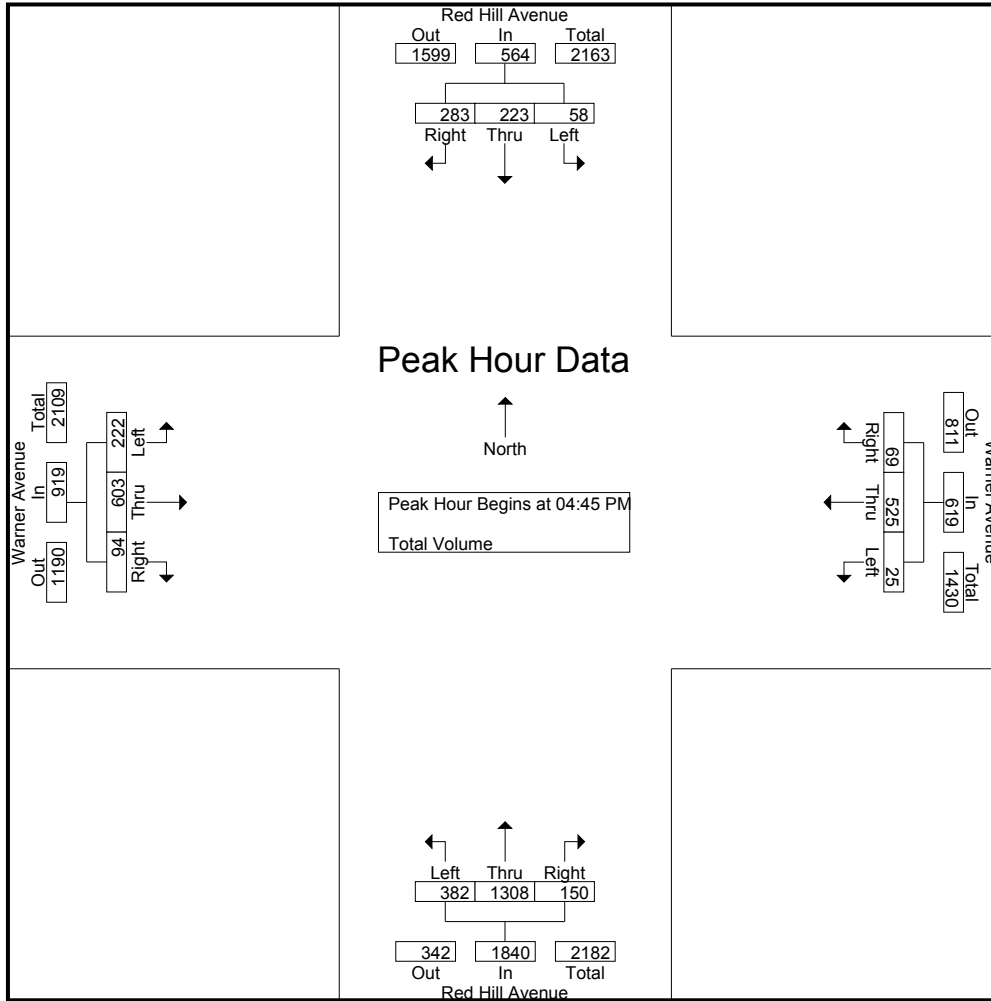 Red Hill Avenue
Out In Total
1599 564 2163
283 223 58
Right Thru Left
Peak Hour Data
North
Peak Hour Begins at 04:45 PM
Total Volume
Warner Avenue
Total In Out
2109 919 1190
222 603 94
Left Thru Right
Right Thru Left
69 525 25
811 619 1430
Out In Total
Warner Avenue
Left Thru Right
382 1308 150
342 1840 2182
Out In Total
Red Hill Avenue